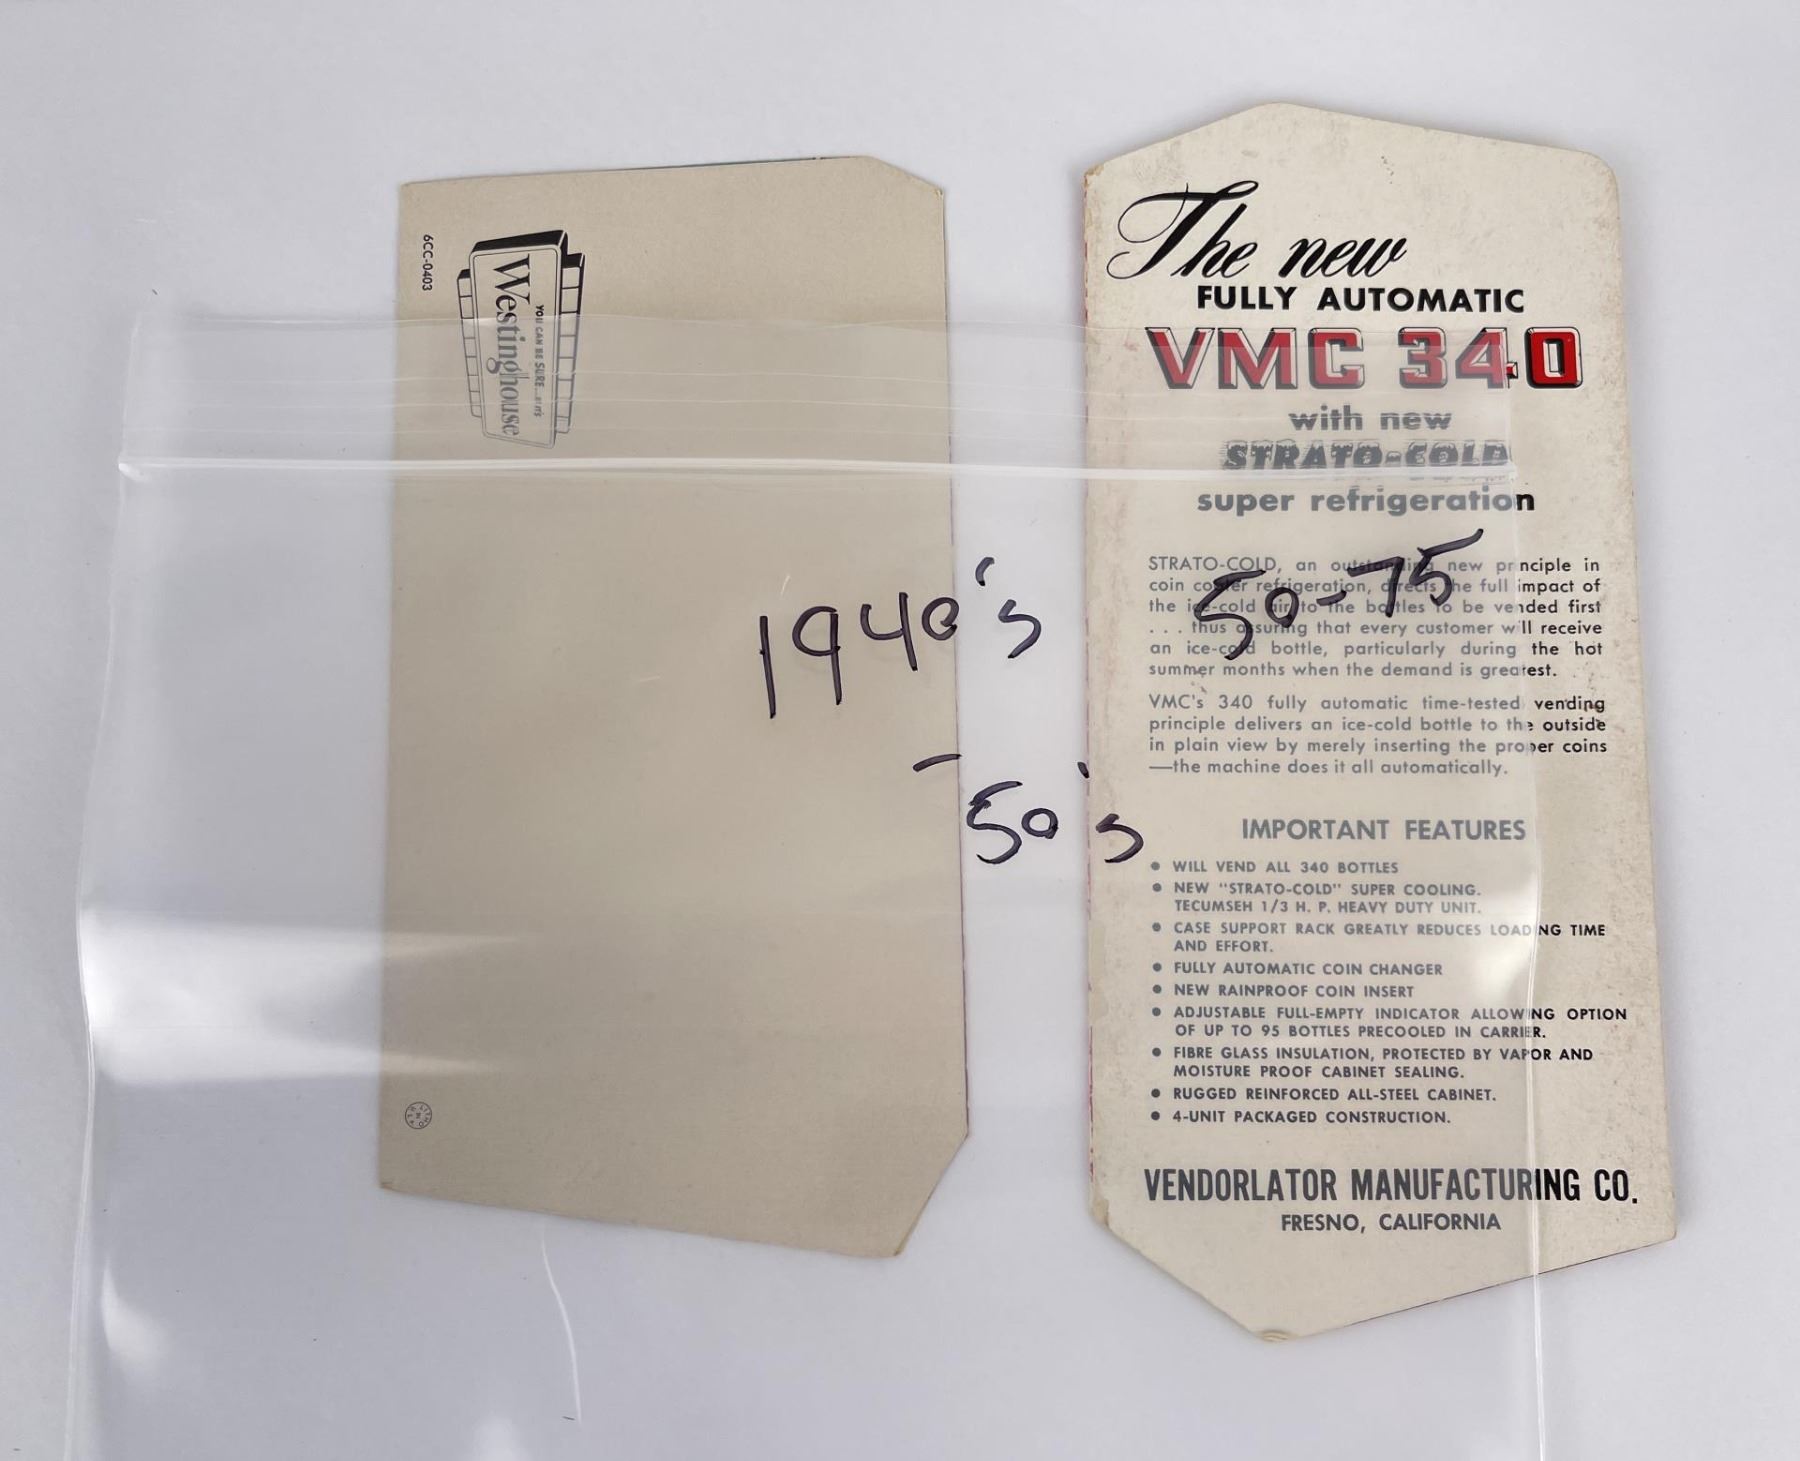 6CC-0403
YOU CAN BE SURE...IF IT'S
Westinghouse
1940's
-50's
50-75
The new
FULLY AUTOMATIC
VMC 340
with new
STRATO-COLD
super refrigeration
STRATO-COLD, an outstanding new principle in
coin cooler refrigeration, directs the full impact of
the ice-cold air to the bottles to be vended first
. . . thus assuring that every customer will receive
an ice-cold bottle, particularly during the hot
summer months when the demand is greatest.
VMC's 340 fully automatic time-tested vending
principle delivers an ice-cold bottle to the outside
in plain view by merely inserting the proper coins
—the machine does it all automatically.
IMPORTANT FEATURES
• WILL VEND ALL 340 BOTTLES
• NEW "STRATO-COLD" SUPER COOLING.
TECUMSEH 1/3 H. P. HEAVY DUTY UNIT.
• CASE SUPPORT RACK GREATLY REDUCES LOADING TIME
AND EFFORT.
• FULLY AUTOMATIC COIN CHANGER
• NEW RAINPROOF COIN INSERT
• ADJUSTABLE FULL-EMPTY INDICATOR ALLOWING OPTION
OF UP TO 95 BOTTLES PRECOOLED IN CARRIER.
• FIBRE GLASS INSULATION, PROTECTED BY VAPOR AND
MOISTURE PROOF CABINET SEALING.
• RUGGED REINFORCED ALL-STEEL CABINET.
• 4-UNIT PACKAGED CONSTRUCTION.
VENDORLATOR MANUFACTURING CO.
FRESNO, CALIFORNIA